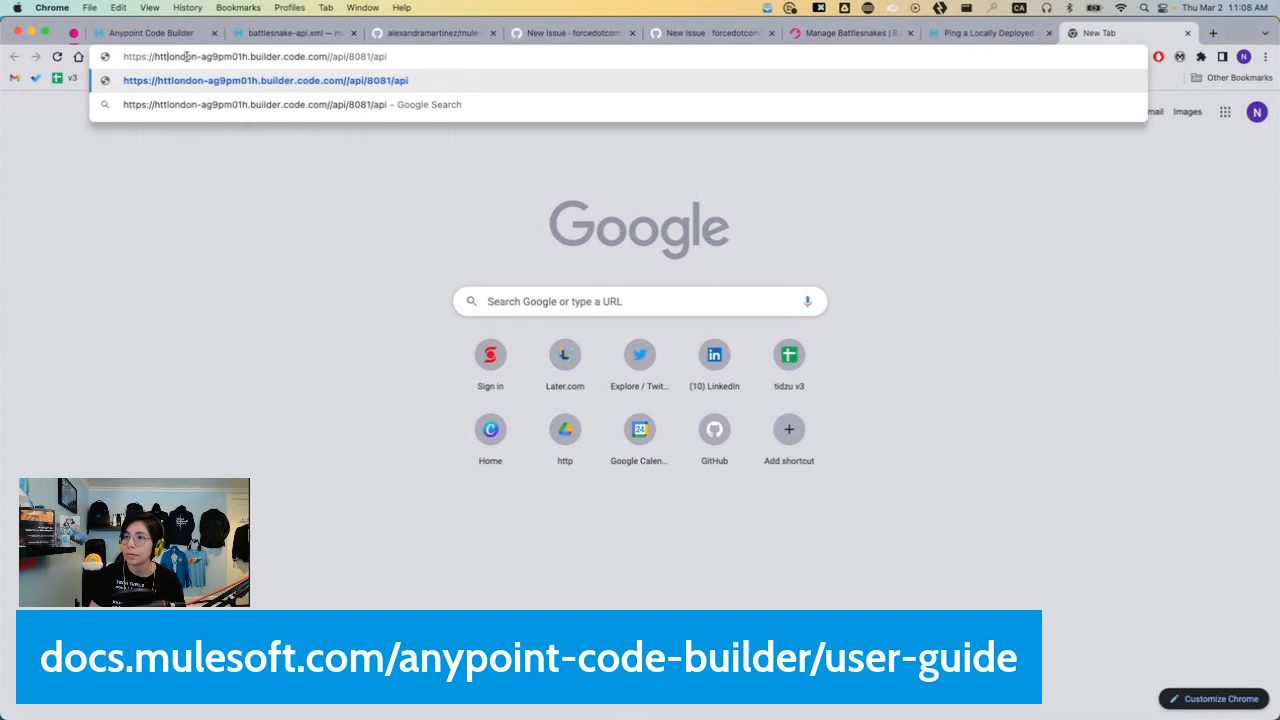 Chrome File Edit View History Bookmarks Profiles Tab Window Help
Thu Mar 2 11:08 AM
Anypoint Code Builder
battlesnake-api.xml — m
alexandramartinez/mule-
New Issue · forcedotcom
New Issue · forcedotcom
Manage Battlesnakes | B
Ping a Locally Deployed A
New Tab
https://httlondon-ag9pm01h.builder.code.com//api/8081/api
N
v3
https://httlondon-ag9pm01h.builder.code.com//api/8081/api
Other Bookmarks
https://httlondon-ag9pm01h.builder.code.com//api/8081/api - Google Search
mail Images N
Google
Search Google or type a URL
Sign in
Later.com
Explore / Twit...
(10) LinkedIn
tidzu v3
24
Home
http
Google Calen...
GitHub
Add shortcut
docs.mulesoft.com/anypoint-code-builder/user-guide
Customize Chrome